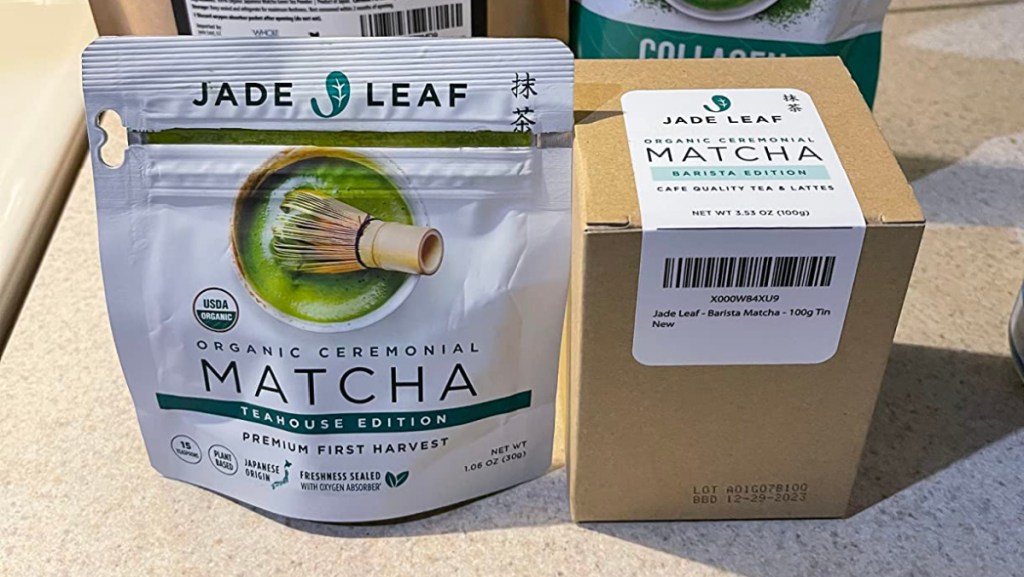 JADE LEAF
抹
茶
USDA
ORGANIC
ORGANIC CEREMONIAL
MATCHA
TEAHOUSE EDITION
PREMIUM FIRST HARVEST
15
PLANT
BASED
JAPANESE
ORIGIN
FRESHNESS SEALED
WITH OXYGEN ABSORBER
NET WT
1.06 OZ (30g)
JADE LEAF
抹
茶
ORGANIC CEREMONIAL
MATCHA
BARISTA EDITION
CAFE QUALITY TEA & LATTES
NET WT 3.53 OZ (100g)
X000W84XU9
Jade Leaf - Barista Matcha - 100g Tin
New
LOT A01G07B100
BBD 12-29-2023
COLLAGEN